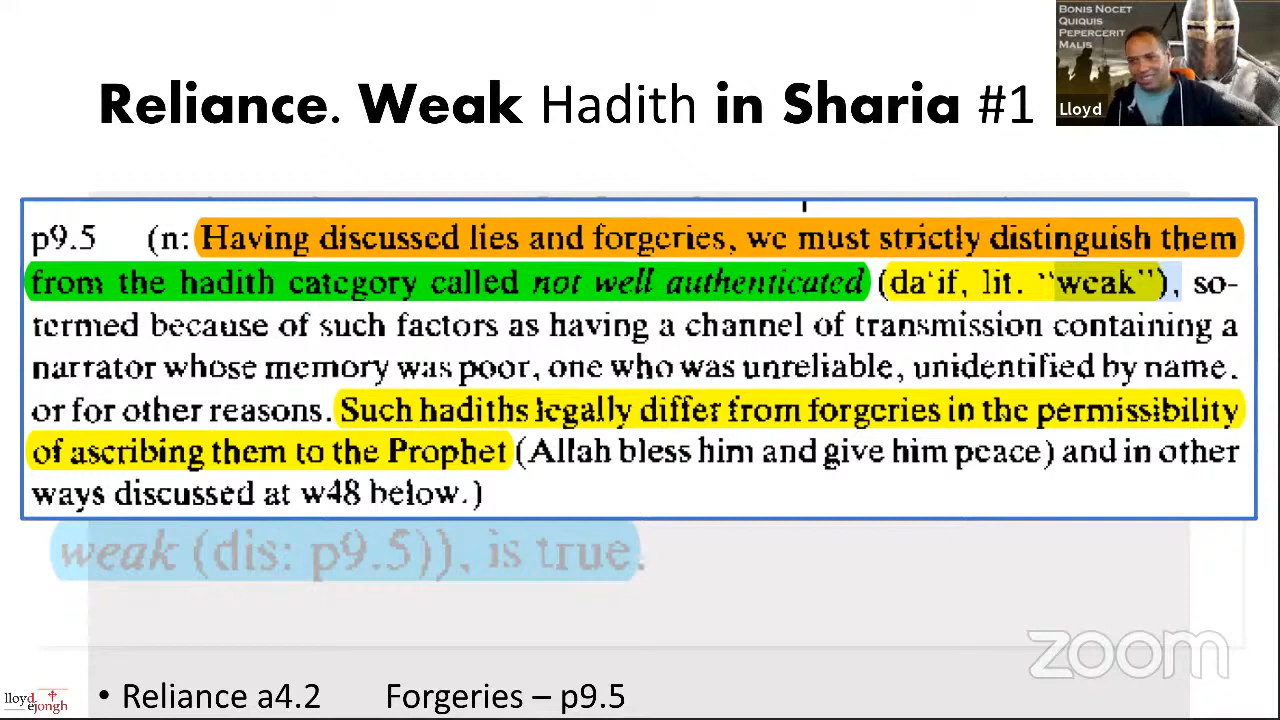 Bonis Nocet
Quiquis
Pepercerit
Malis
Lloyd
Reliance. Weak Hadith in Sharia #1
p9.5 (n: Having discussed lies and forgeries, we must strictly distinguish them
from the hadith category called not well authenticated (da‘if, lit. “weak”), so-
termed because of such factors as having a channel of transmission containing a
narrator whose memory was poor, one who was unreliable, unidentified by name,
or for other reasons. Such hadiths legally differ from forgeries in the permissibility
of ascribing them to the Prophet (Allah bless him and give him peace) and in other
ways discussed at w48 below.)
weak (dis: p9.5)), is true.
zoom
• Reliance a4.2 Forgeries – p9.5
lloyd
ejongh